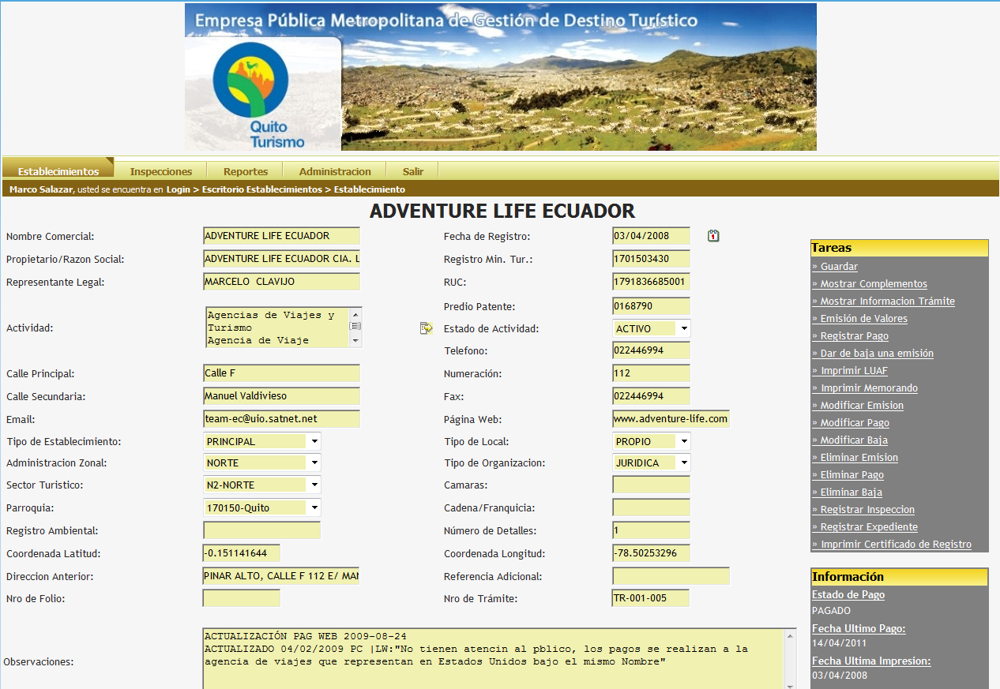 Empresa Pública Metropolitana de Gestión de Destino Turístico
Quito
Turismo
Establecimientos Inspecciones Reportes Administracion Salir
Marco Salazar, usted se encuentra en Login > Escritorio Establecimientos > Establecimiento
ADVENTURE LIFE ECUADOR
Nombre Comercial: ADVENTURE LIFE ECUADOR Fecha de Registro: 03/04/2008
Propietario/Razon Social: ADVENTURE LIFE ECUADOR CIA. L Registro Min. Tur.: 1701503430
Representante Legal: MARCELO CLAVIJO RUC: 1791836685001
Predio Patente: 0168790
Actividad: Agencias de Viajes y
Turismo
Agencia de Viaje
Estado de Actividad: ACTIVO
Telefono: 022446994
Calle Principal: Calle F Numeración: 112
Calle Secundaria: Manuel Valdivieso Fax: 022446994
Email: team-ec@uio.satnet.net Página Web: www.adventure-life.com
Tipo de Establecimiento: PRINCIPAL Tipo de Local: PROPIO
Administracion Zonal: NORTE Tipo de Organizacion: JURIDICA
Sector Turistico: N2-NORTE Camaras:
Parroquia: 170150-Quito Cadena/Franquicia:
Registro Ambiental: Número de Detalles: 1
Coordenada Latitud: -0.151141644 Coordenada Longitud: -78.50253296
Direccion Anterior: PINAR ALTO, CALLE F 112 E/ MAN Referencia Adicional:
Nro de Folio: Nro de Trámite: TR-001-005
Observaciones: ACTUALIZACIÓN PAG WEB 2009-08-24
ACTUALIZADO 04/02/2009 PC |LW:"No tienen atencin al pblico, los pagos se realizan a la
agencia de viajes que representan en Estados Unidos bajo el mismo Nombre"
Tareas
» Guardar
» Mostrar Complementos
» Mostrar Informacion Trámite
» Emisión de Valores
» Registrar Pago
» Dar de baja una emisión
» Imprimir LUAF
» Imprimir Memorando
» Modificar Emision
» Modificar Pago
» Modificar Baja
» Eliminar Emision
» Eliminar Pago
» Eliminar Baja
» Registrar Inspeccion
» Registrar Expediente
» Imprimir Certificado de Registro
Información
Estado de Pago
PAGADO
Fecha Ultimo Pago:
14/04/2011
Fecha Ultima Impresion:
03/04/2008